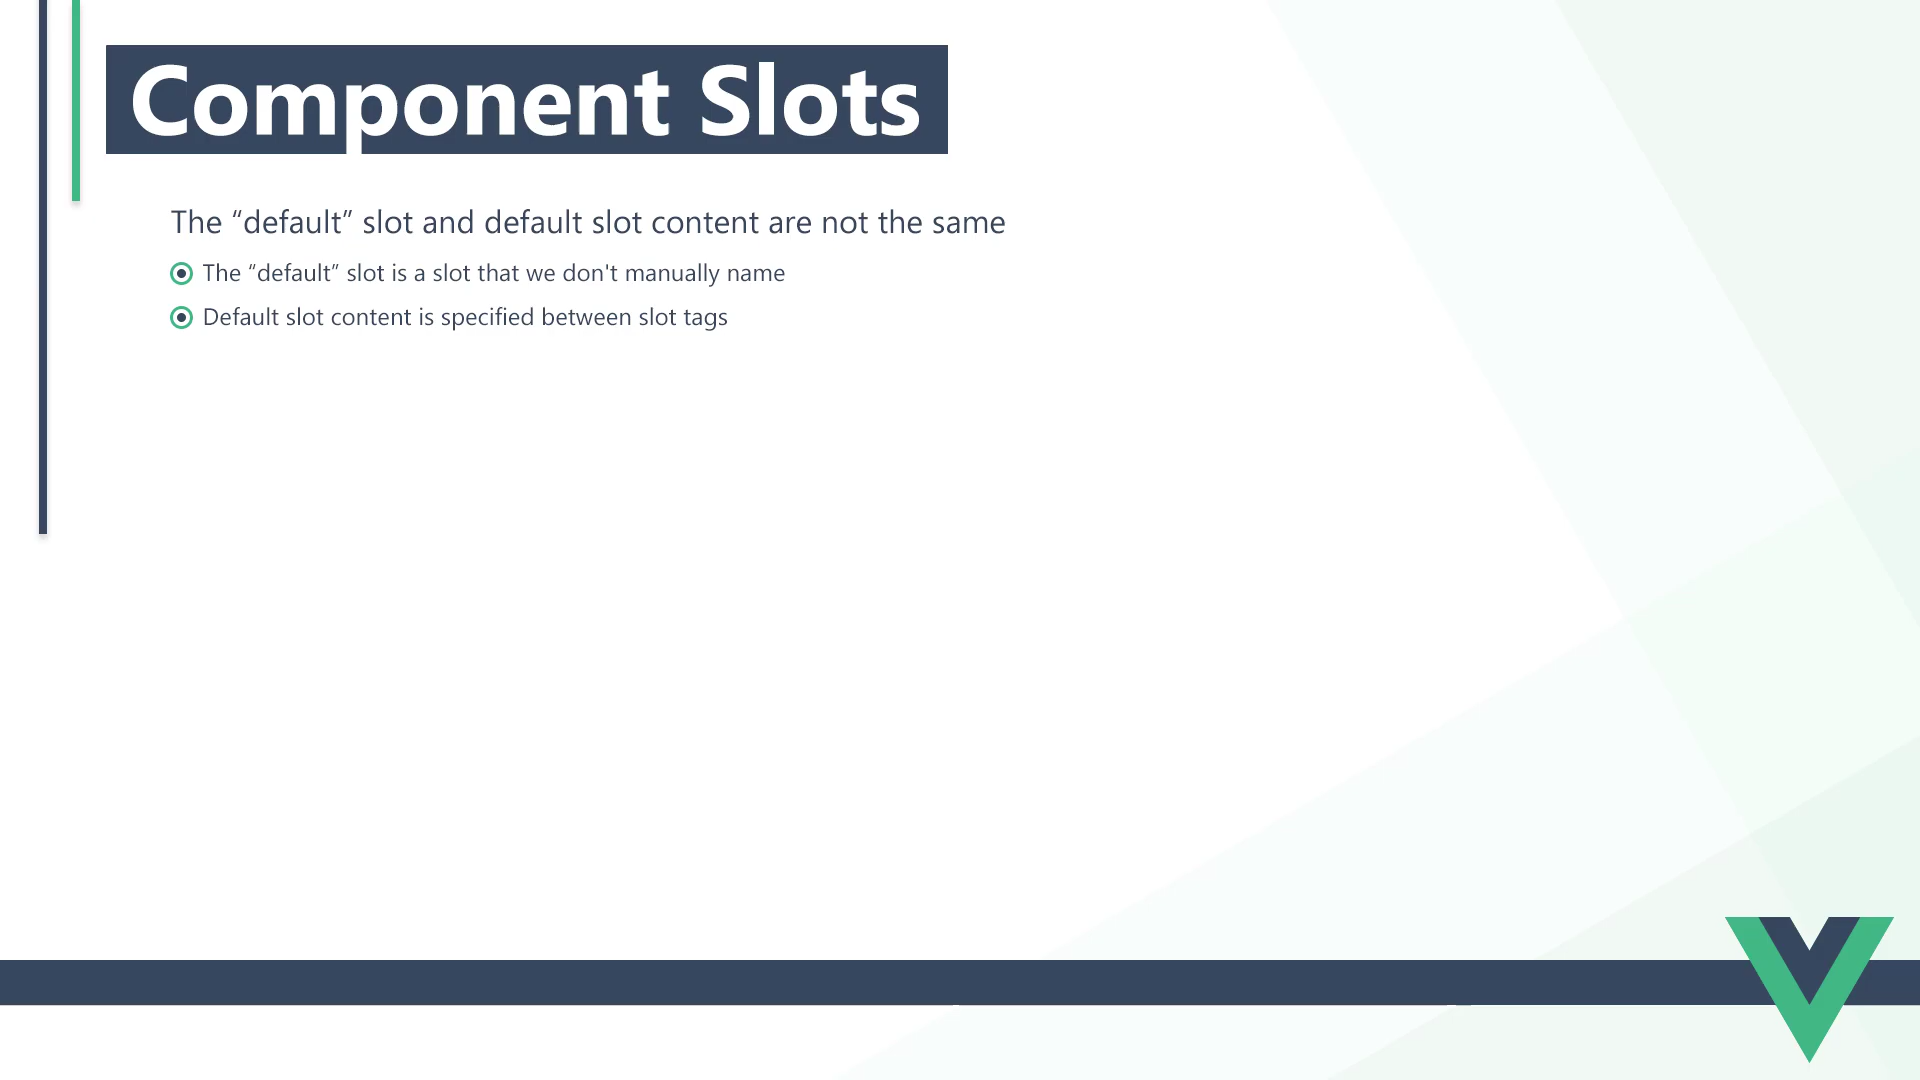 Component Slots
The “default” slot and default slot content are not the same
The “default” slot is a slot that we don't manually name
Default slot content is specified between slot tags